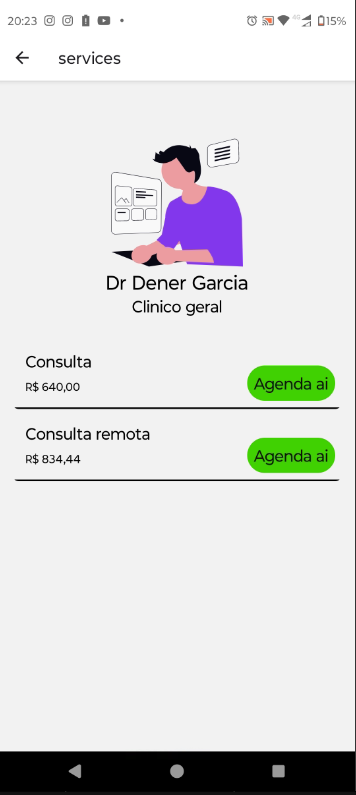 20:23
15%
services
Dr Dener Garcia
Clinico geral
Consulta
R$ 640,00
Agenda ai
Consulta remota
R$ 834,44
Agenda ai